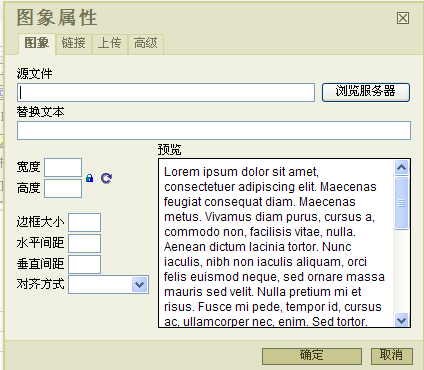 图象属性
图象 链接 上传 高级
源文件
浏览服务器
替换文本
宽度
高度
边框大小
水平间距
垂直间距
对齐方式
预览
Lorem ipsum dolor sit amet,
consectetuer adipiscing elit. Maecenas
feugiat consequat diam. Maecenas
metus. Vivamus diam purus, cursus a,
commodo non, facilisis vitae, nulla.
Aenean dictum lacinia tortor. Nunc
iaculis, nibh non iaculis aliquam, orci
felis euismod neque, sed ornare massa
mauris sed velit. Nulla pretium mi et
risus. Fusce mi pede, tempor id, cursus
ac, ullamcorper nec, enim. Sed tortor.
确定 取消